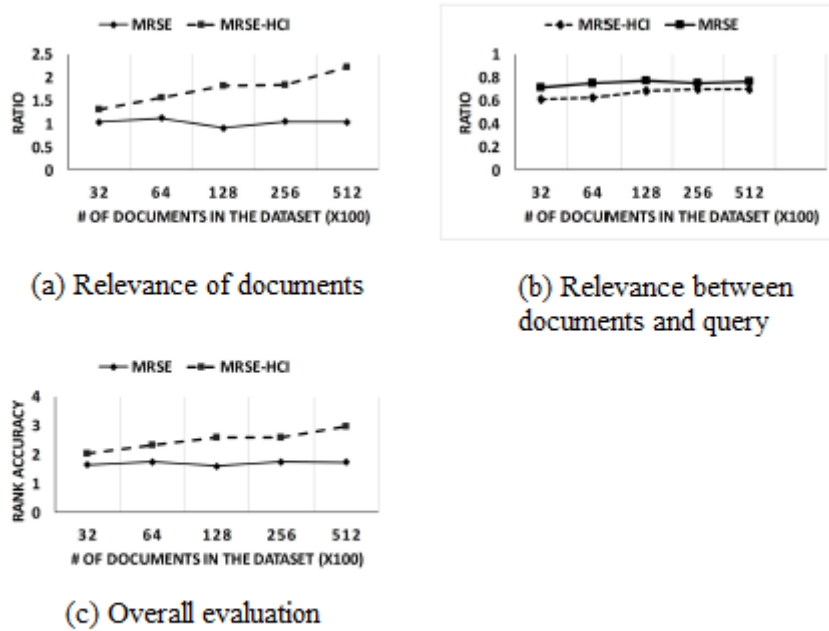 MRSE MRSE-HCI
2.5
2
1.5
1
0.5
0
RATIO
32 64 128 256 512
# OF DOCUMENTS IN THE DATASET (X100)
(a) Relevance of documents
MRSE-HCI MRSE
1
0.8
0.6
0.4
0.2
0
RATIO
32 64 128 256 512
# OF DOCUMENTS IN THE DATASET (X100)
(b) Relevance between
documents and query
MRSE MRSE-HCI
4
3
2
1
0
RANK ACCURACY
32 64 128 256 512
# OF DOCUMENTS IN THE DATASET (X100)
(c) Overall evaluation